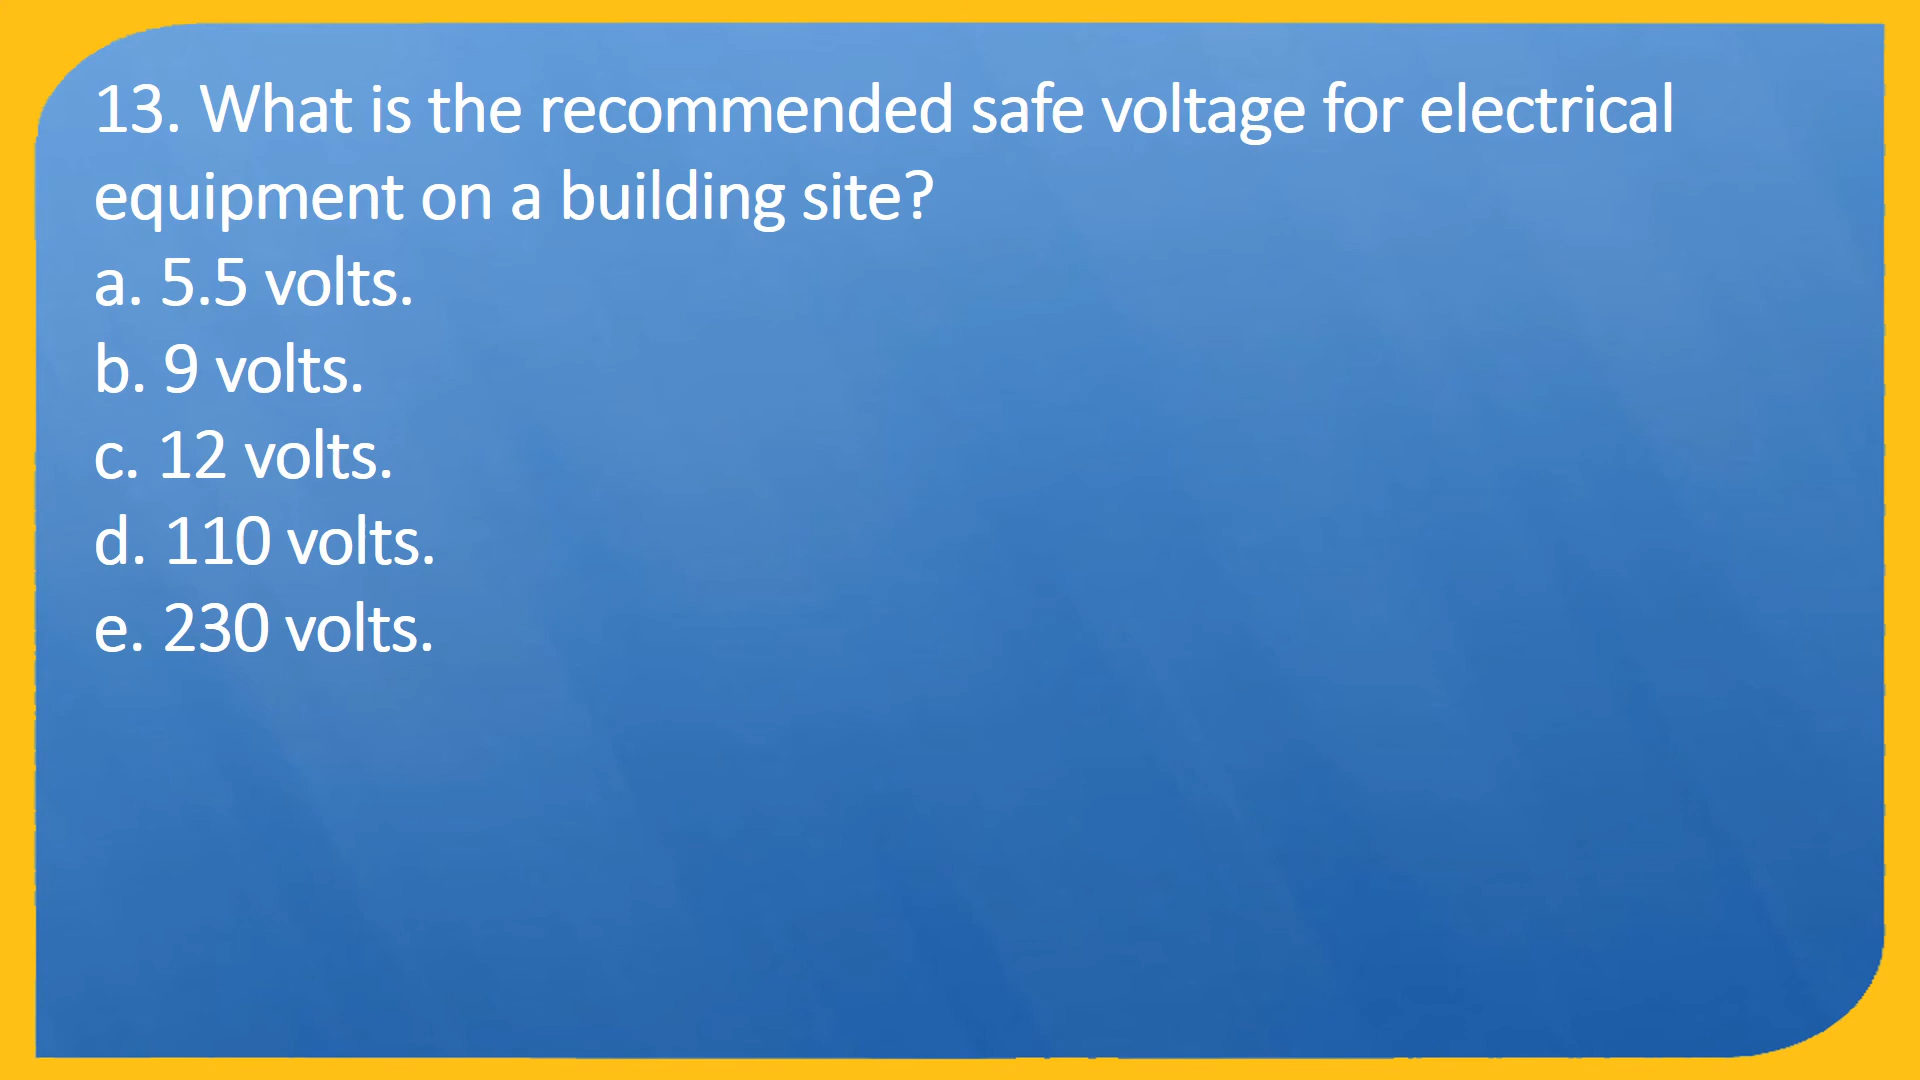 13. What is the recommended safe voltage for electrical
equipment on a building site?
a. 5.5 volts.
b. 9 volts.
c. 12 volts.
d. 110 volts.
e. 230 volts.